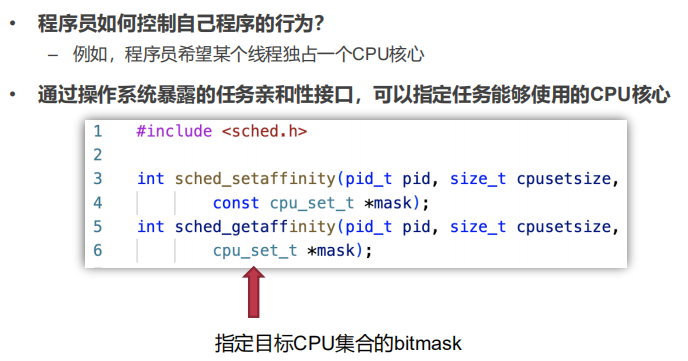 • 程序员如何控制自己程序的行为？
– 例如，程序员希望某个线程独占一个CPU核心
• 通过操作系统暴露的任务亲和性接口，可以指定任务能够使用的CPU核心
1 #include <sched.h>
2
3 int sched_setaffinity(pid_t pid, size_t cpusetsize,
4 const cpu_set_t *mask);
5 int sched_getaffinity(pid_t pid, size_t cpusetsize,
6 cpu_set_t *mask);
指定目标CPU集合的bitmask